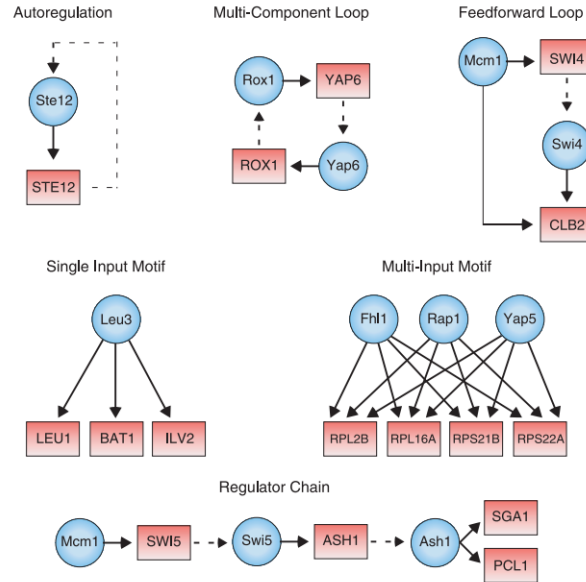 Autoregulation
Multi-Component Loop
Feedforward Loop
Ste12
STE12
Rox1
YAP6
ROX1
Yap6
Mcm1
SWI4
Swi4
CLB2
Single Input Motif
Multi-Input Motif
Leu3
LEU1
BAT1
ILV2
Fhl1
Rap1
Yap5
RPL2B
RPL16A
RPS21B
RPS22A
Regulator Chain
Mcm1
SWI5
Swi5
ASH1
Ash1
SGA1
PCL1